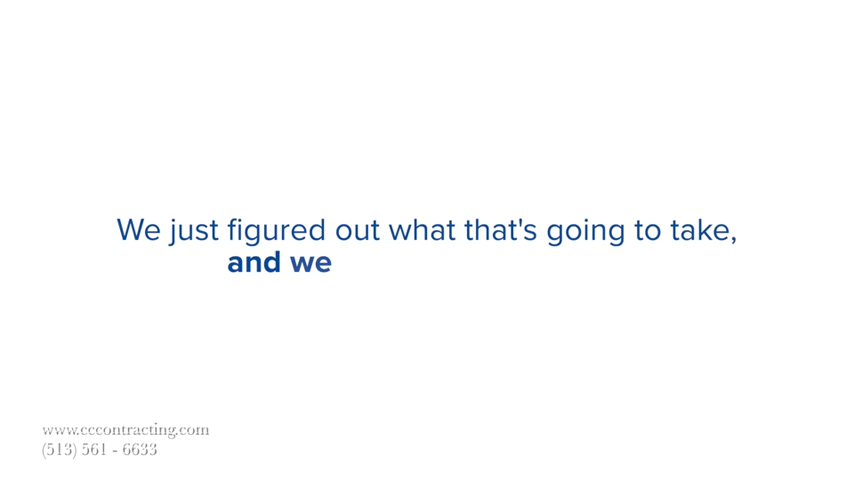 We just figured out what that's going to take,
and we
www.cccontracting.com
(513) 561 - 6633